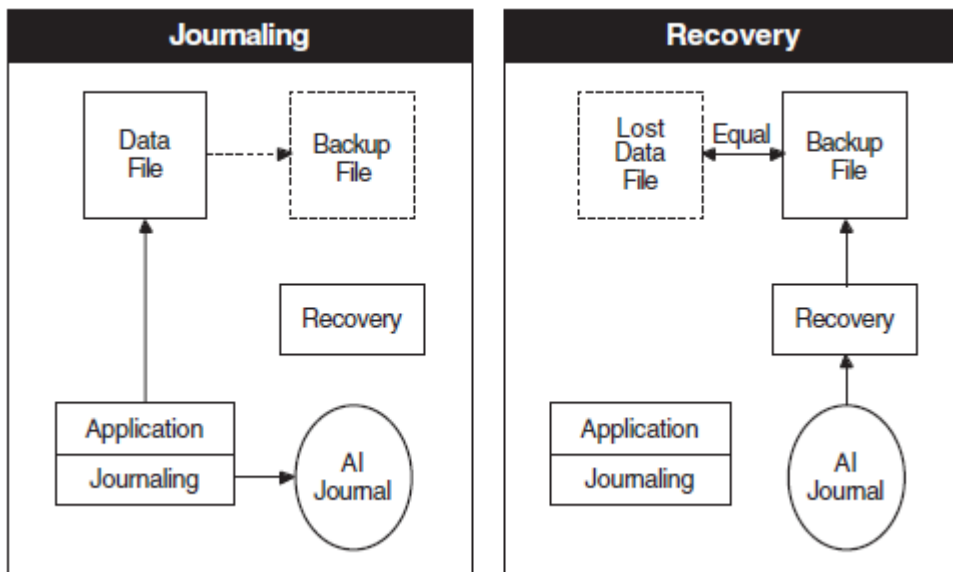 Journaling
Data
File
Backup
File
Recovery
Application
Journaling
AI
Journal
Recovery
Lost
Data
File
Equal
Backup
File
Recovery
Application
Journaling
AI
Journal